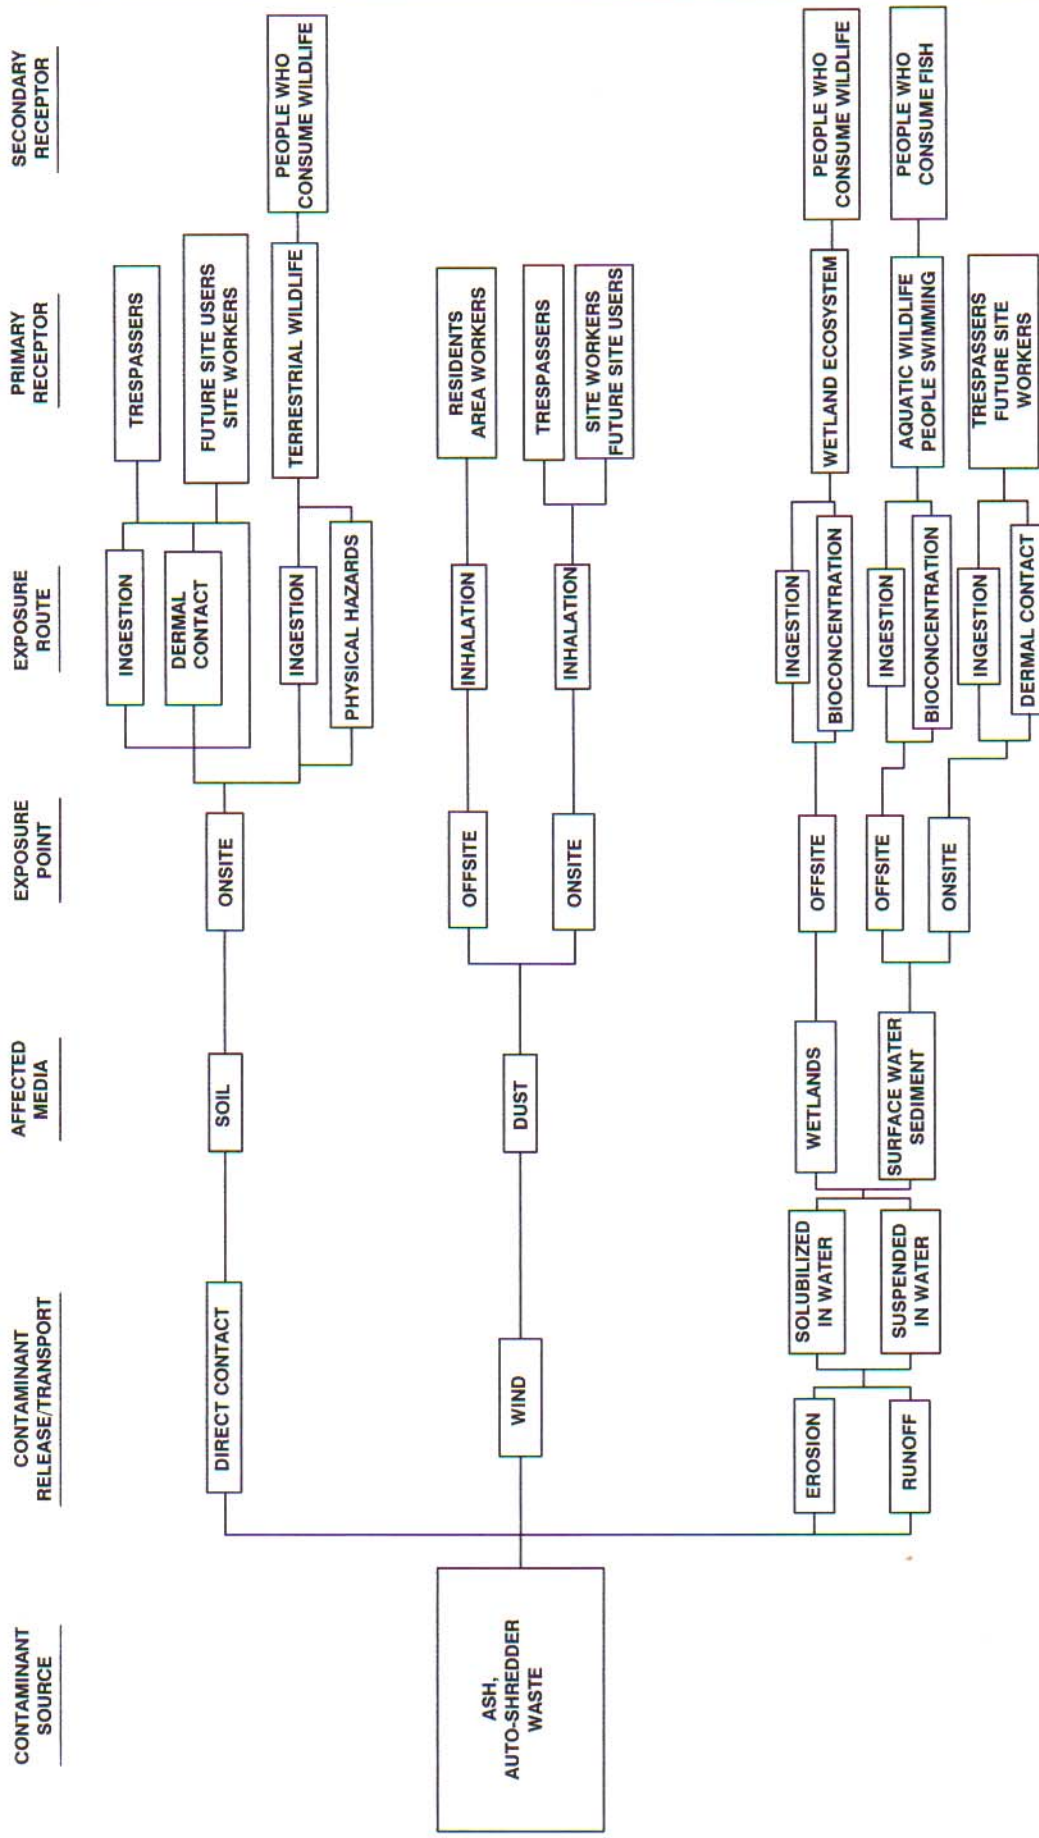 CONTAMINANT
SOURCE
CONTAMINANT
RELEASE/TRANSPORT
AFFECTED
MEDIA
EXPOSURE
POINT
EXPOSURE
ROUTE
PRIMARY
RECEPTOR
SECONDARY
RECEPTOR
ASH,
AUTO-SHREDDER
WASTE
DIRECT CONTACT
SOIL
ONSITE
INGESTION
DERMAL
CONTACT
TRESPASSERS
FUTURE SITE USERS
SITE WORKERS
INGESTION
PHYSICAL HAZARDS
TERRESTRIAL WILDLIFE
PEOPLE WHO
CONSUME WILDLIFE
WIND
DUST
OFFSITE
INHALATION
RESIDENTS
AREA WORKERS
ONSITE
INHALATION
TRESPASSERS
SITE WORKERS
FUTURE SITE USERS
EROSION
RUNOFF
SOLUBILIZED
IN WATER
SUSPENDED
IN WATER
WETLANDS
SURFACE WATER
SEDIMENT
OFFSITE
INGESTION
BIOCONCENTRATION
WETLAND ECOSYSTEM
PEOPLE WHO
CONSUME WILDLIFE
OFFSITE
INGESTION
BIOCONCENTRATION
AQUATIC WILDLIFE
PEOPLE SWIMMING
PEOPLE WHO
CONSUME FISH
ONSITE
INGESTION
DERMAL CONTACT
TRESPASSERS
FUTURE SITE
WORKERS